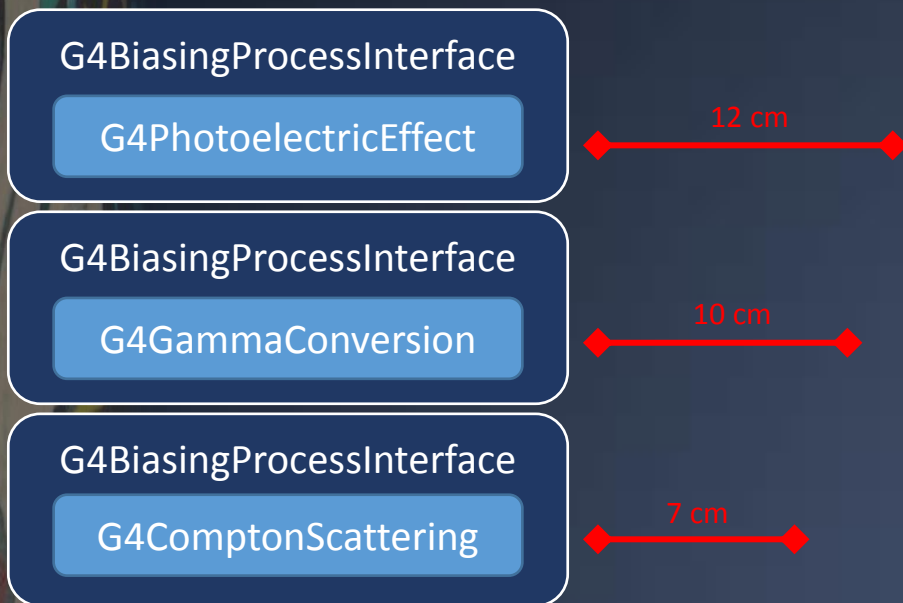 G4BiasingProcessInterface
G4PhotoelectricEffect
12 cm
G4BiasingProcessInterface
G4GammaConversion
10 cm
G4BiasingProcessInterface
G4ComptonScattering
7 cm